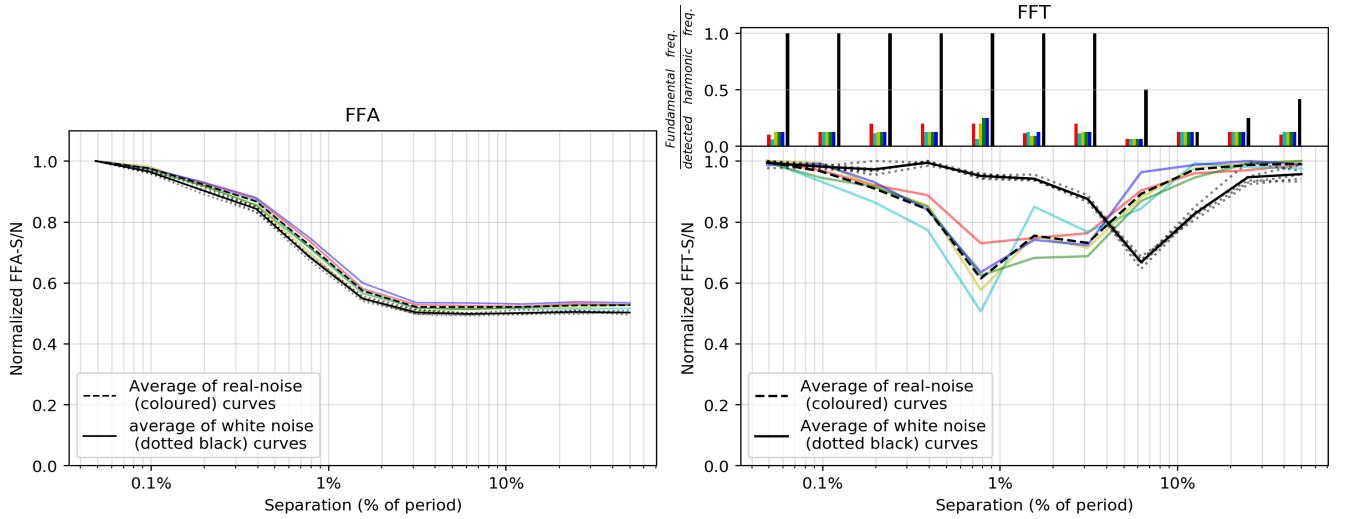 FFA
Normalized FFA-S/N
1.0
0.8
0.6
0.4
0.2
0.0
Average of real-noise
(coloured) curves
average of white noise
(dotted black) curves
0.1%
1%
10%
Separation (% of period)
FFT
Fundamental freq.
detected harmonic freq.
1.0
0.5
0.0
Normalized FFT-S/N
1.0
0.8
0.6
0.4
0.2
0.0
Average of real-noise
(coloured) curves
Average of white noise
(dotted black) curves
0.1%
1%
10%
Separation (% of period)